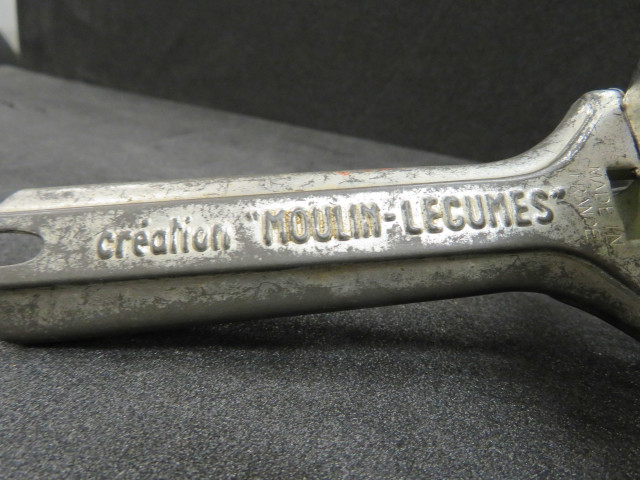 création "MOULIN-LEGUMES"
MADE IN
FRANCE